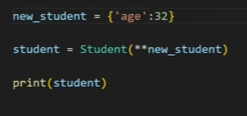 new_student = {'age':32}
student = Student(**new_student)
print(student)